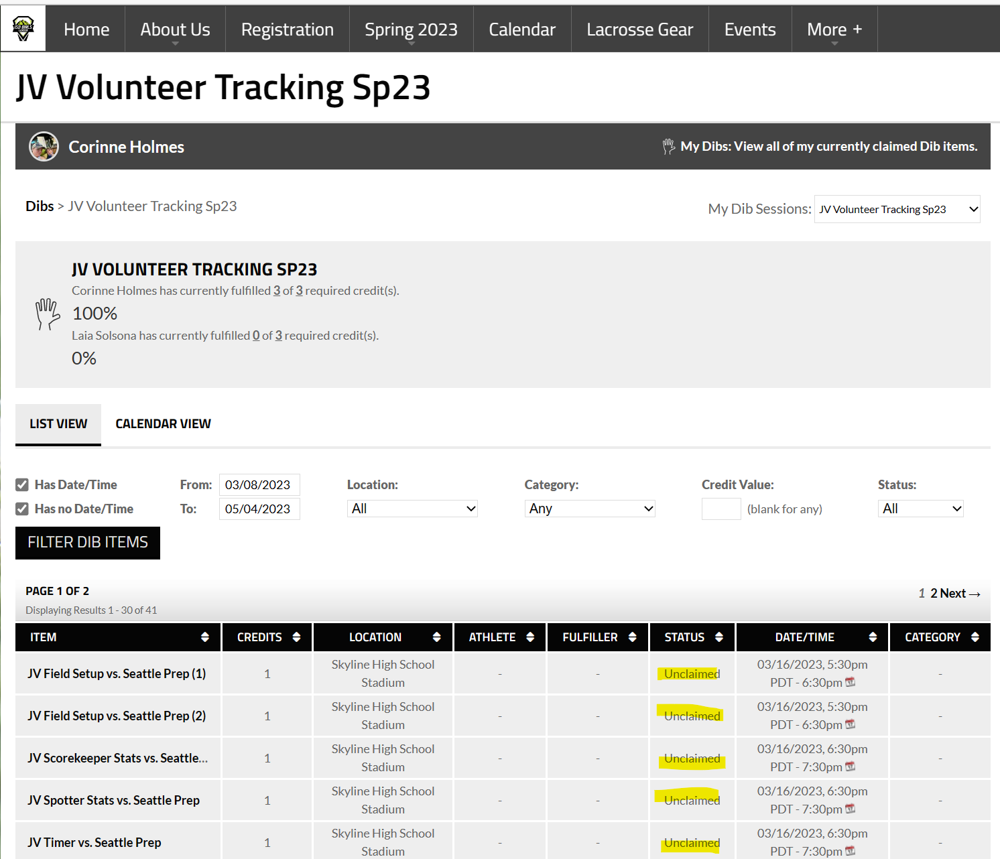 Home About Us Registration Spring 2023 Calendar Lacrosse Gear Events More +
JV Volunteer Tracking Sp23
Corinne Holmes My Dibs: View all of my currently claimed Dib items.
Dibs > JV Volunteer Tracking Sp23 My Dib Sessions: JV Volunteer Tracking Sp23
JV VOLUNTEER TRACKING SP23
Corinne Holmes has currently fulfilled 3 of 3 required credit(s).
100%
Laia Solsona has currently fulfilled 0 of 3 required credit(s).
0%
LIST VIEW CALENDAR VIEW
Has Date/Time From: 03/08/2023 Location: Category: Credit Value: Status:
Has no Date/Time To: 05/04/2023 All Any (blank for any) All
FILTER DIB ITEMS
PAGE 1 OF 2 1 2 Next →
Displaying Results 1 - 30 of 41
ITEM CREDITS LOCATION ATHLETE FULFILLER STATUS DATE/TIME CATEGORY
JV Field Setup vs. Seattle Prep (1) 1 Skyline High School Stadium - - Unclaimed 03/16/2023, 5:30pm PDT - 6:30pm -
JV Field Setup vs. Seattle Prep (2) 1 Skyline High School Stadium - - Unclaimed 03/16/2023, 5:30pm PDT - 6:30pm -
JV Scorekeeper Stats vs. Seattle... 1 Skyline High School Stadium - - Unclaimed 03/16/2023, 6:30pm PDT - 7:30pm -
JV Spotter Stats vs. Seattle Prep 1 Skyline High School Stadium - - Unclaimed 03/16/2023, 6:30pm PDT - 7:30pm -
JV Timer vs. Seattle Prep 1 Skyline High School Stadium - - Unclaimed 03/16/2023, 6:30pm PDT - 7:30pm -